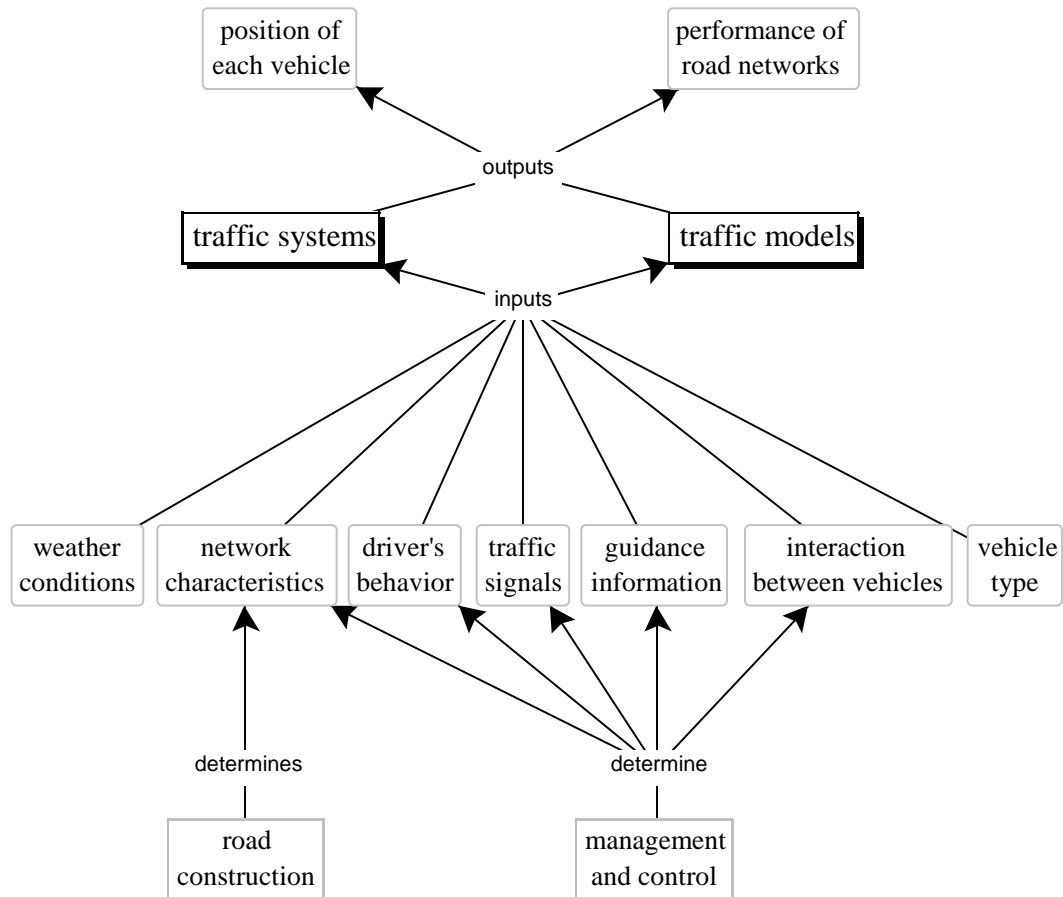 position of
each vehicle
performance of
road networks
outputs
traffic systems
traffic models
inputs
weather
conditions
network
characteristics
driver's
behavior
traffic
signals
guidance
information
interaction
between vehicles
vehicle
type
determines
determine
road
construction
management
and control